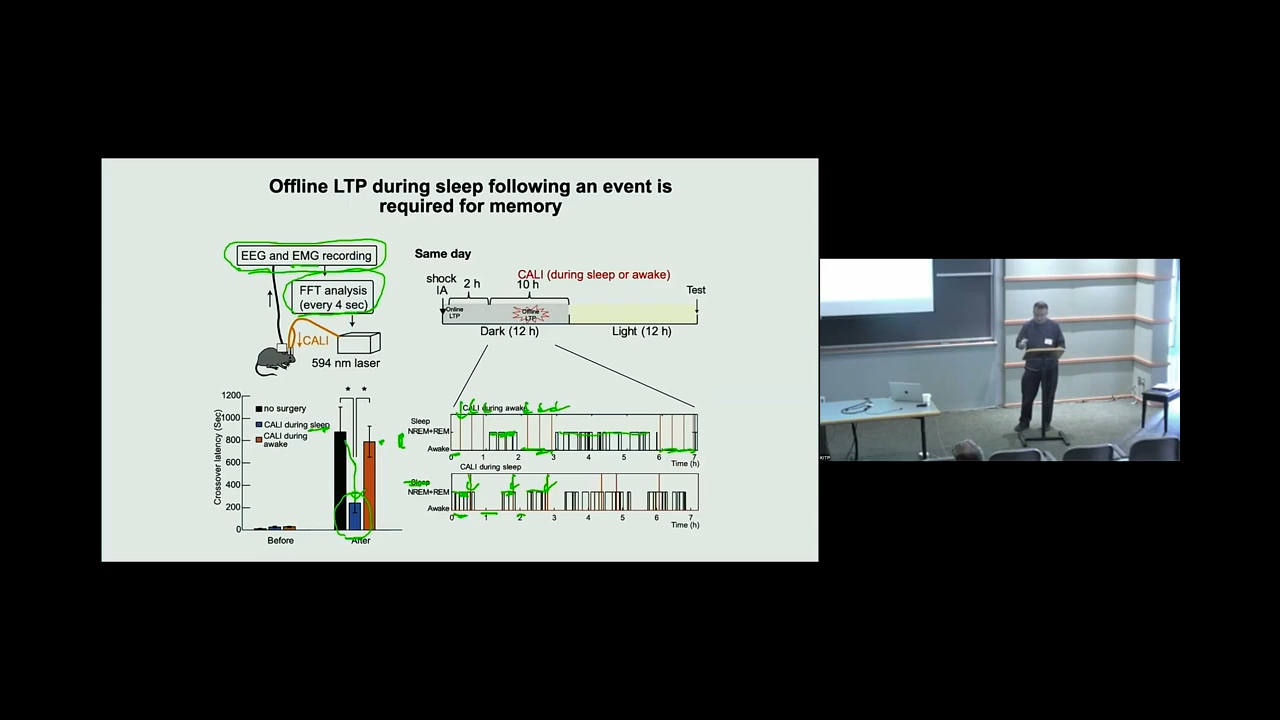 Offline LTP during sleep following an event is
required for memory
EEG and EMG recording
FFT analysis
(every 4 sec)
CALI
594 nm laser
Same day
shock
IA
2 h
CALI (during sleep or awake)
10 h
Test
Online
LTP
Offline
LTP
Dark (12 h)
Light (12 h)
Crossover latency (Sec)
1200
1000
800
600
400
200
0
no surgery
CALI during sleep
CALI during
awake
* *
Before
After
CALI during awake
Sleep
NREM+REM
Awake
0 1 2 3 4 5 6 7
Time (h)
CALI during sleep
Sleep
NREM+REM
Awake
0 1 2 3 4 5 6 7
Time (h)
KITP